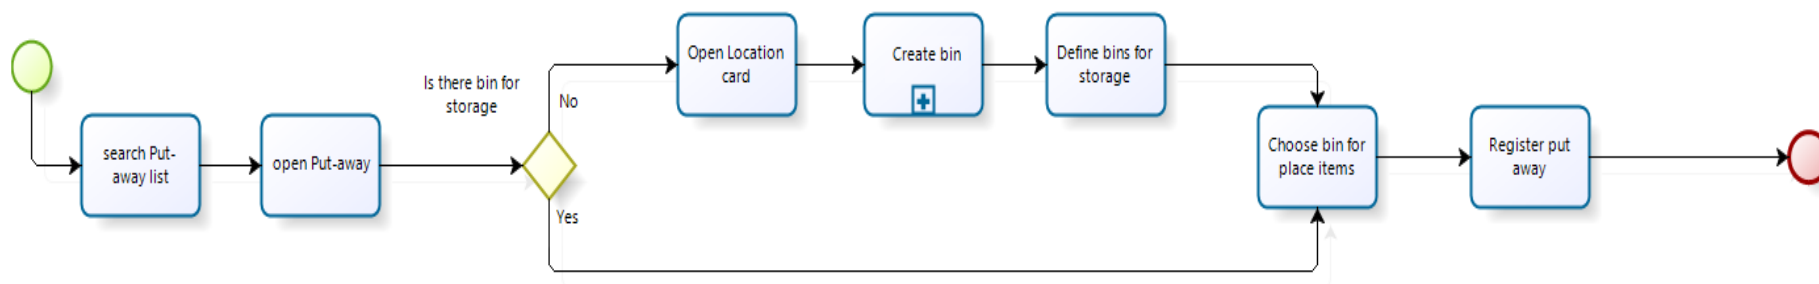 search Put-
away list
open Put-away
Is there bin for
storage
No
Yes
Open Location
card
Create bin
Define bins for
storage
Choose bin for
place items
Register put
away